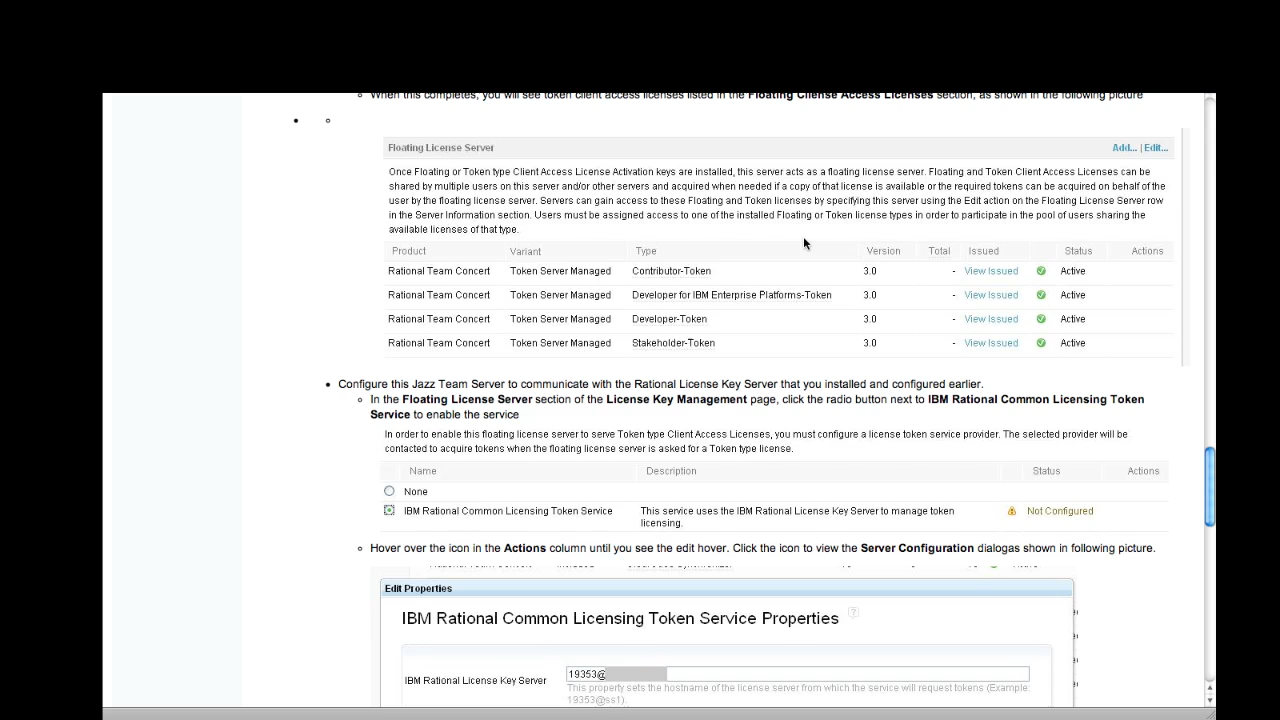 When this completes, you will see token client access licenses listed in the Floating Cliense Access Licenses section, as shown in the following picture
Floating License Server Add... | Edit...
Once Floating or Token type Client Access License Activation keys are installed, this server acts as a floating license server. Floating and Token Client Access Licenses can be
shared by multiple users on this server and/or other servers and acquired when needed if a copy of that license is available or the required tokens can be acquired on behalf of the
user by the floating license server. Servers can gain access to these Floating and Token licenses by specifying this server using the Edit action on the Floating License Server row
in the Server Information section. Users must be assigned access to one of the installed Floating or Token license types in order to participate in the pool of users sharing the
available licenses of that type.
Product Variant Type Version Total Issued Status Actions
Rational Team Concert Token Server Managed Contributor-Token 3.0 - View Issued Active
Rational Team Concert Token Server Managed Developer for IBM Enterprise Platforms-Token 3.0 - View Issued Active
Rational Team Concert Token Server Managed Developer-Token 3.0 - View Issued Active
Rational Team Concert Token Server Managed Stakeholder-Token 3.0 - View Issued Active
Configure this Jazz Team Server to communicate with the Rational License Key Server that you installed and configured earlier.
In the Floating License Server section of the License Key Management page, click the radio button next to IBM Rational Common Licensing Token
Service to enable the service
In order to enable this floating license server to serve Token type Client Access Licenses, you must configure a license token service provider. The selected provider will be
contacted to acquire tokens when the floating license server is asked for a Token type license.
Name Description Status Actions
None
IBM Rational Common Licensing Token Service This service uses the IBM Rational License Key Server to manage token Not Configured
licensing.
Hover over the icon in the Actions column until you see the edit hover. Click the icon to view the Server Configuration dialogas shown in following picture.
Edit Properties
IBM Rational Common Licensing Token Service Properties ?
IBM Rational License Key Server 19353@
This property sets the hostname of the license server from which the service will request tokens (Example:
19353@ss1).